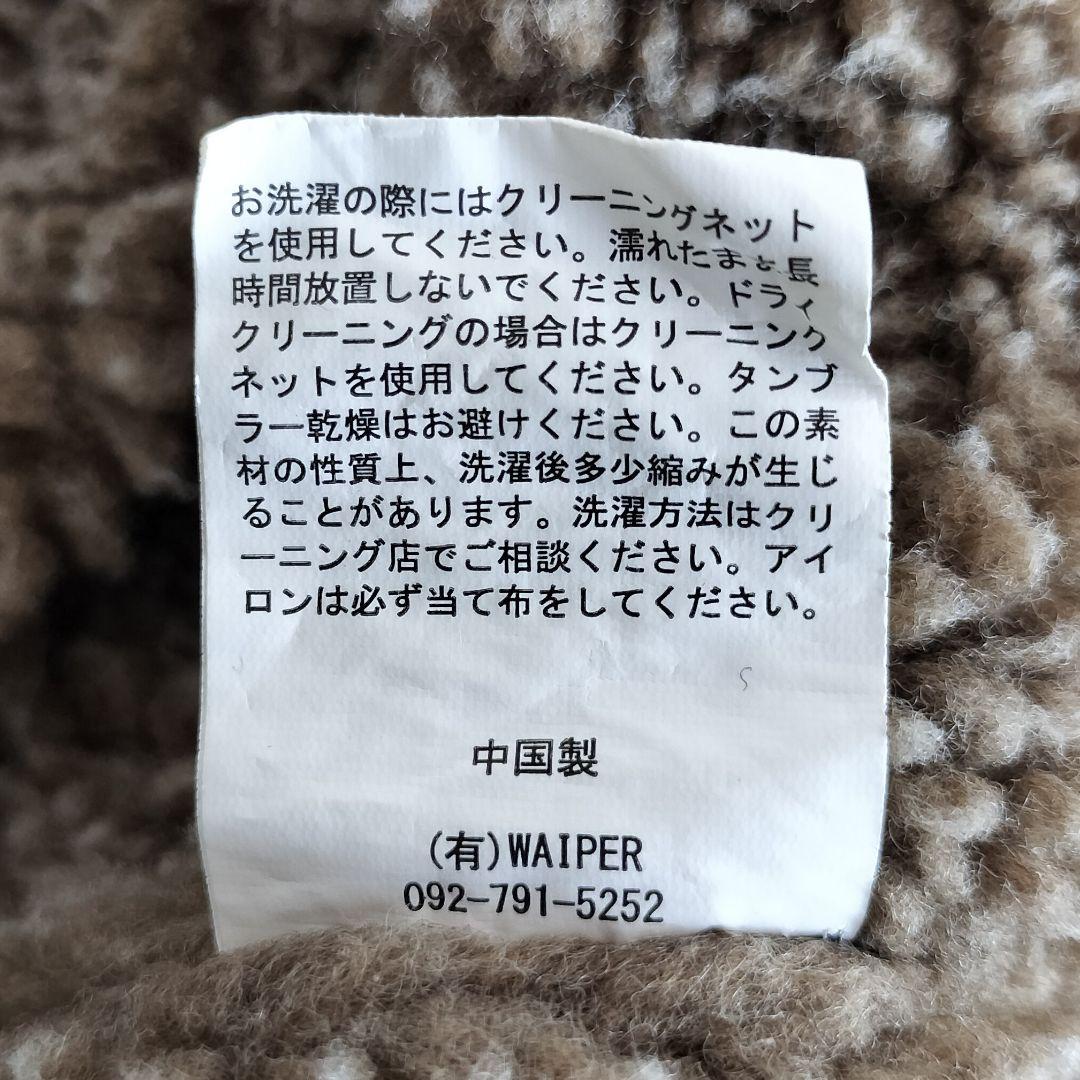 お洗濯の際にはクリーニングネット
を使用してください。濡れたまま長
時間放置しないでください。ドライ
クリーニングの場合はクリーニング
ネットを使用してください。タンブ
ラー乾燥はお避けください。この素
材の性質上、洗濯後多少縮みが生じ
ることがあります。洗濯方法はクリ
ーニング店でご相談ください。アイ
ロンは必ず当て布をしてください。
中国製
(有)WAIPER
092-791-5252